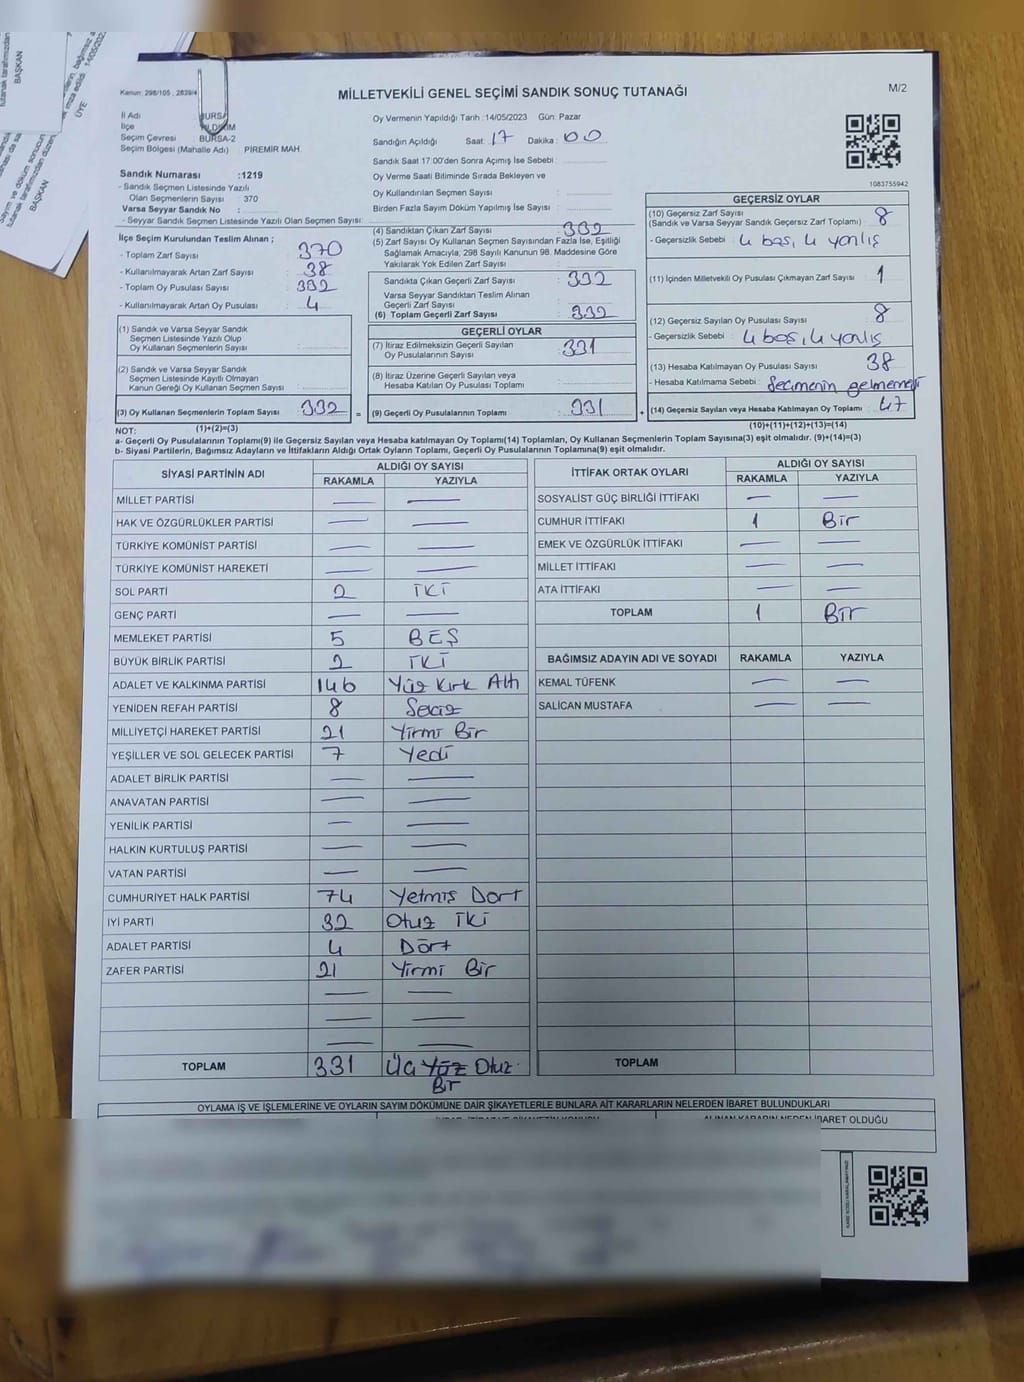 BAŞKAN
ÜYE
BAŞKAN
Kanun: 298/105 , 2839/4
MİLLETVEKİLİ GENEL SEÇİMİ SANDIK SONUÇ TUTANAĞI
M/2
İl Adı BURSA
İlçe
Seçim Çevresi BURSA-2
Seçim Bölgesi (Mahalle Adı) PİREMİR MAH.
Sandık Numarası :1219
- Sandık Seçmen Listesinde Yazılı
Olan Seçmenlerin Sayısı 370
Varsa Seyyar Sandık No :
- Seyyar Sandık Seçmen Listesinde Yazılı Olan Seçmen Sayısı:
Oy Vermenin Yapıldığı Tarih :14/05/2023 Gün: Pazar
Sandığın Açıldığı Saat: 17 Dakika: 00
Sandık Saat 17:00'den Sonra Açılmış İse Sebebi :
Oy Verme Saati Bitiminde Sırada Bekleyen ve
Oy Kullandırılan Seçmen Sayısı :
Birden Fazla Sayım Döküm Yapılmış İse Sayısı :
1083755942
İlçe Seçim Kurulundan Teslim Alınan ;
- Toplam Zarf Sayısı : 370
- Kullanılmayarak Artan Zarf Sayısı : 38
- Toplam Oy Pusulası Sayısı : 332
- Kullanılmayarak Artan Oy Pusulası : 4
(1) Sandık ve Varsa Seyyar Sandık
Seçmen Listesinde Yazılı Olup
Oy Kullanan Seçmenlerin Sayısı :
(2) Sandık ve Varsa Seyyar Sandık
Seçmen Listesinde Kayıtlı Olmayan
Kanun Gereği Oy Kullanan Seçmen Sayısı :
(3) Oy Kullanan Seçmenlerin Toplam Sayısı : 332
(4) Sandıktan Çıkan Zarf Sayısı : 332
(5) Zarf Sayısı Oy Kullanan Seçmen Sayısından Fazla İse, Eşitliği
Sağlamak Amacıyla, 298 Sayılı Kanunun 98. Maddesine Göre
Yakılarak Yok Edilen Zarf Sayısı :
Sandıkta Çıkan Geçerli Zarf Sayısı : 332
Varsa Seyyar Sandıktan Teslim Alınan
Geçerli Zarf Sayısı :
(6) Toplam Geçerli Zarf Sayısı : 332
GEÇERLİ OYLAR
(7) İtiraz Edilmeksizin Geçerli Sayılan
Oy Pusulalarının Sayısı : 331
(8) İtiraz Üzerine Geçerli Sayılan veya
Hesaba Katılan Oy Pusulası Toplamı :
= (9) Geçerli Oy Pusulalarının Toplamı : 331 +
GEÇERSİZ OYLAR
(10) Geçersiz Zarf Sayısı
(Sandık ve Varsa Seyyar Sandık Geçersiz Zarf Toplamı) : 8
- Geçersizlik Sebebi : 4 boş, 4 yanlış
(11) İçinden Milletvekili Oy Pusulası Çıkmayan Zarf Sayısı : 1
(12) Geçersiz Sayılan Oy Pusulası Sayısı : 8
- Geçersizlik Sebebi : 4 boş, 4 yanlış
(13) Hesaba Katılmayan Oy Pusulası Sayısı : 38
- Hesaba Katılmama Sebebi : Seçmenin gelmemesi
(14) Geçersiz Sayılan veya Hesaba Katılmayan Oy Toplamı : 47
NOT: (1)+(2)=(3)
(10)+(11)+(12)+(13)=(14)
a- Geçerli Oy Pusulalarının Toplamı(9) ile Geçersiz Sayılan veya Hesaba katılmayan Oy Toplamı(14) Toplamları, Oy Kullanan Seçmenlerin Toplam Sayısına(3) eşit olmalıdır. (9)+(14)=(3)
b- Siyasi Partilerin, Bağımsız Adayların ve İttifakların Aldığı Ortak Oyların Toplamı, Geçerli Oy Pusulalarının Toplamına(9) eşit olmalıdır.
SİYASİ PARTİNİN ADI ALDIĞI OY SAYISI
RAKAMLA YAZIYLA
MİLLET PARTİSİ — —
HAK VE ÖZGÜRLÜKLER PARTİSİ — —
TÜRKİYE KOMÜNİST PARTİSİ — —
TÜRKİYE KOMÜNİST HAREKETİ — —
SOL PARTİ 2 İKİ
GENÇ PARTİ — —
MEMLEKET PARTİSİ 5 BEŞ
BÜYÜK BİRLİK PARTİSİ 2 İKİ
ADALET VE KALKINMA PARTİSİ 146 Yüz Kırk Altı
YENİDEN REFAH PARTİSİ 8 Sekiz
MİLLİYETÇİ HAREKET PARTİSİ 21 Yirmi Bir
YEŞİLLER VE SOL GELECEK PARTİSİ 7 Yedi
ADALET BİRLİK PARTİSİ — —
ANAVATAN PARTİSİ — —
YENİLİK PARTİSİ — —
HALKIN KURTULUŞ PARTİSİ — —
VATAN PARTİSİ — —
CUMHURİYET HALK PARTİSİ 74 Yetmiş Dört
İYİ PARTİ 32 Otuz İki
ADALET PARTİSİ 4 Dört
ZAFER PARTİSİ 21 Yirmi Bir
— —
— —
— —
TOPLAM 331 Üç Yüz Otuz
Bir
İTTİFAK ORTAK OYLARI ALDIĞI OY SAYISI
RAKAMLA YAZIYLA
SOSYALİST GÜÇ BİRLİĞİ İTTİFAKI — —
CUMHUR İTTİFAKI 1 Bir
EMEK VE ÖZGÜRLÜK İTTİFAKI — —
MİLLET İTTİFAKI — —
ATA İTTİFAKI — —
TOPLAM 1 Bir
BAĞIMSIZ ADAYIN ADI VE SOYADI RAKAMLA YAZIYLA
KEMAL TÜFENK — —
SALİCAN MUSTAFA — —
TOPLAM
OYLAMA İŞ VE İŞLEMLERİNE VE OYLARIN SAYIM DÖKÜMÜNE DAİR ŞİKAYETLERLE BUNLARA AİT KARARLARIN NELERDEN İBARET BULUNDUKLARI
ALINAN KARARIN NEDEN İBARET OLDUĞU